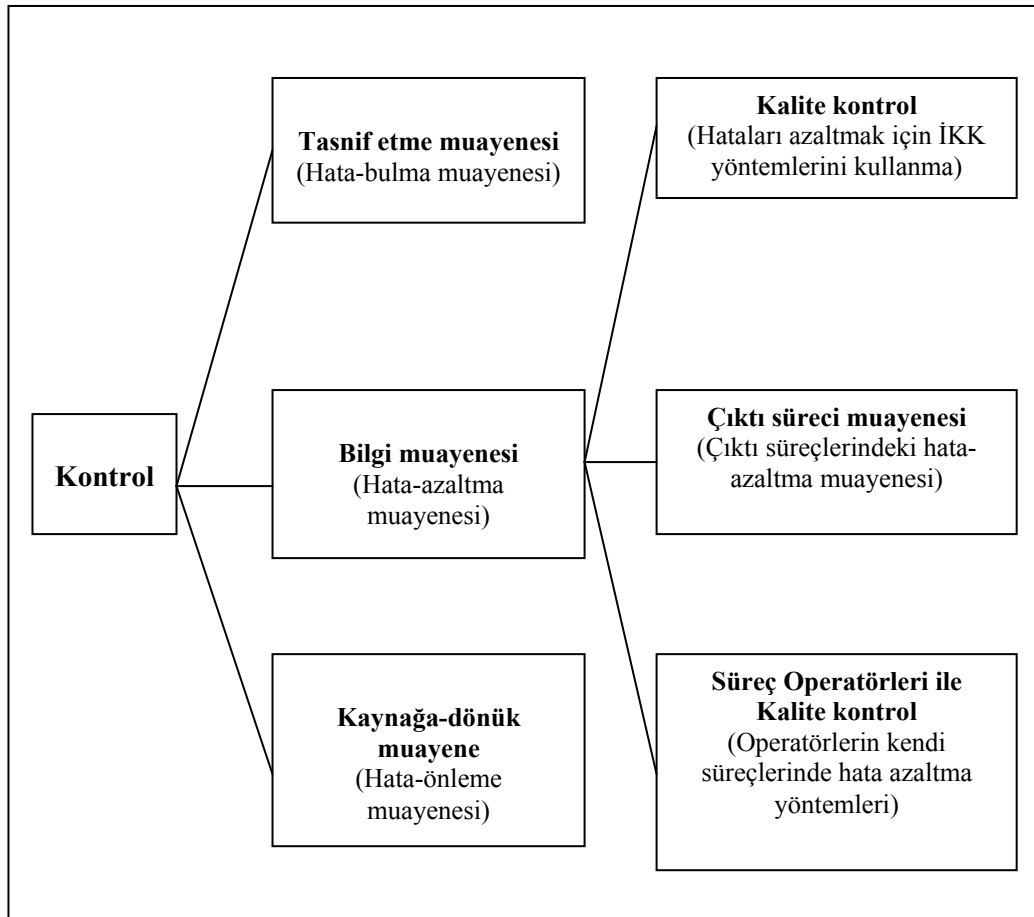 Kontrol
Tasnif etme muayenesi
(Hata-bulma muayenesi)
Bilgi muayenesi
(Hata-azaltma
muayenesi)
Kaynağa-dönük
muayene
(Hata-önleme
muayenesi)
Kalite kontrol
(Hataları azaltmak için İKK
yöntemlerini kullanma)
Çıktı süreci muayenesi
(Çıktı süreçlerindeki hata-
azaltma muayenesi)
Süreç Operatörleri ile
Kalite kontrol
(Operatörlerin kendi
süreçlerinde hata azaltma
yöntemleri)